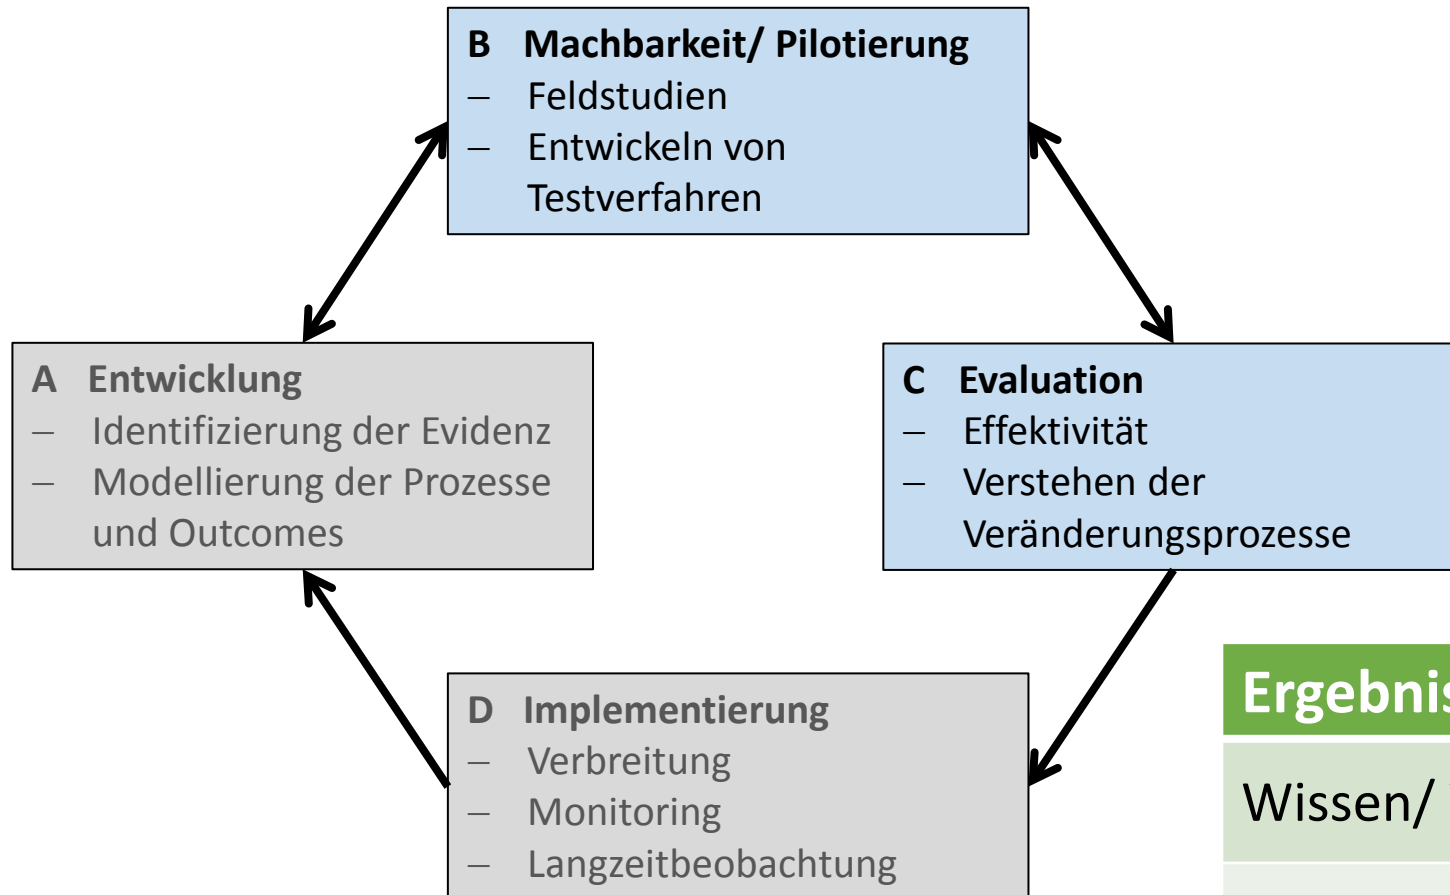 B Machbarkeit/ Pilotierung
– Feldstudien
– Entwickeln von
Testverfahren
A Entwicklung
– Identifizierung der Evidenz
– Modellierung der Prozesse
und Outcomes
C Evaluation
– Effektivität
– Verstehen der
Veränderungsprozesse
D Implementierung
– Verbreitung
– Monitoring
– Langzeitbeobachtung
Wissen/